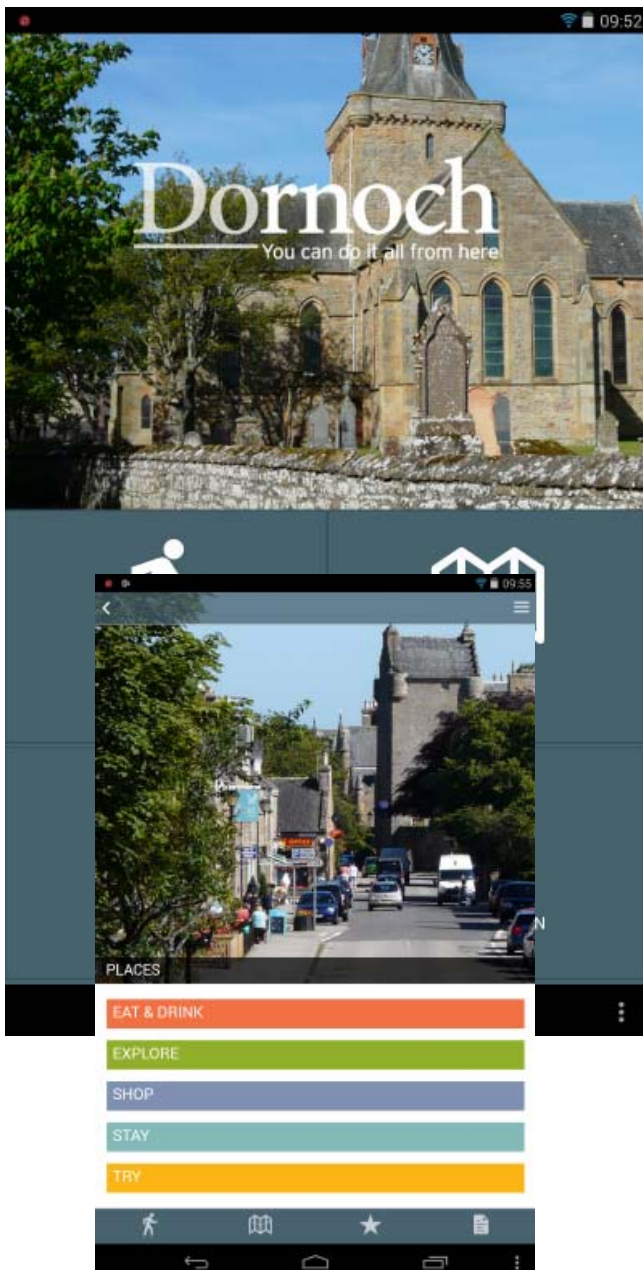 09:52
Dornoch
You can do it all from here
09:55
N
PLACES
EAT & DRINK
EXPLORE
SHOP
STAY
TRY